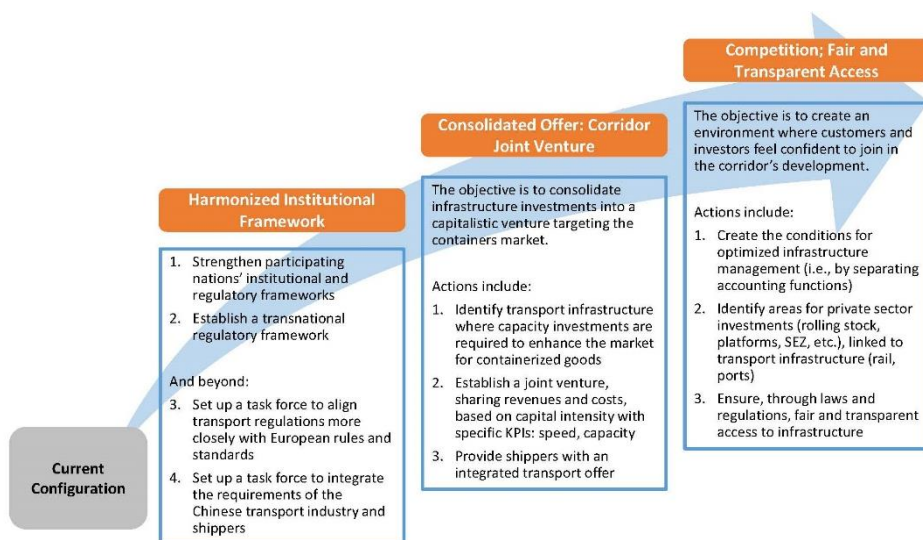 Current
Configuration
Harmonized Institutional
Framework
1. Strengthen participating
nations' institutional and
regulatory frameworks
2. Establish a transnational
regulatory framework
And beyond:
3. Set up a task force to align
transport regulations more
closely with European rules and
standards
4. Set up a task force to integrate
the requirements of the
Chinese transport industry and
shippers
Consolidated Offer: Corridor
Joint Venture
The objective is to consolidate
infrastructure investments into a
capitalistic venture targeting the
containers market.
Actions include:
1. Identify transport infrastructure
where capacity investments are
required to enhance the market
for containerized goods
2. Establish a joint venture,
sharing revenues and costs,
based on capital intensity with
specific KPIs: speed, capacity
3. Provide shippers with an
integrated transport offer
Competition; Fair and
Transparent Access
The objective is to create an
environment where customers and
investors feel confident to join in
the corridor's development.
Actions include:
1. Create the conditions for
optimized infrastructure
management (i.e., by separating
accounting functions)
2. Identify areas for private sector
investments (rolling stock,
platforms, SEZ, etc.), linked to
transport infrastructure (rail,
ports)
3. Ensure, through laws and
regulations, fair and transparent
access to infrastructure